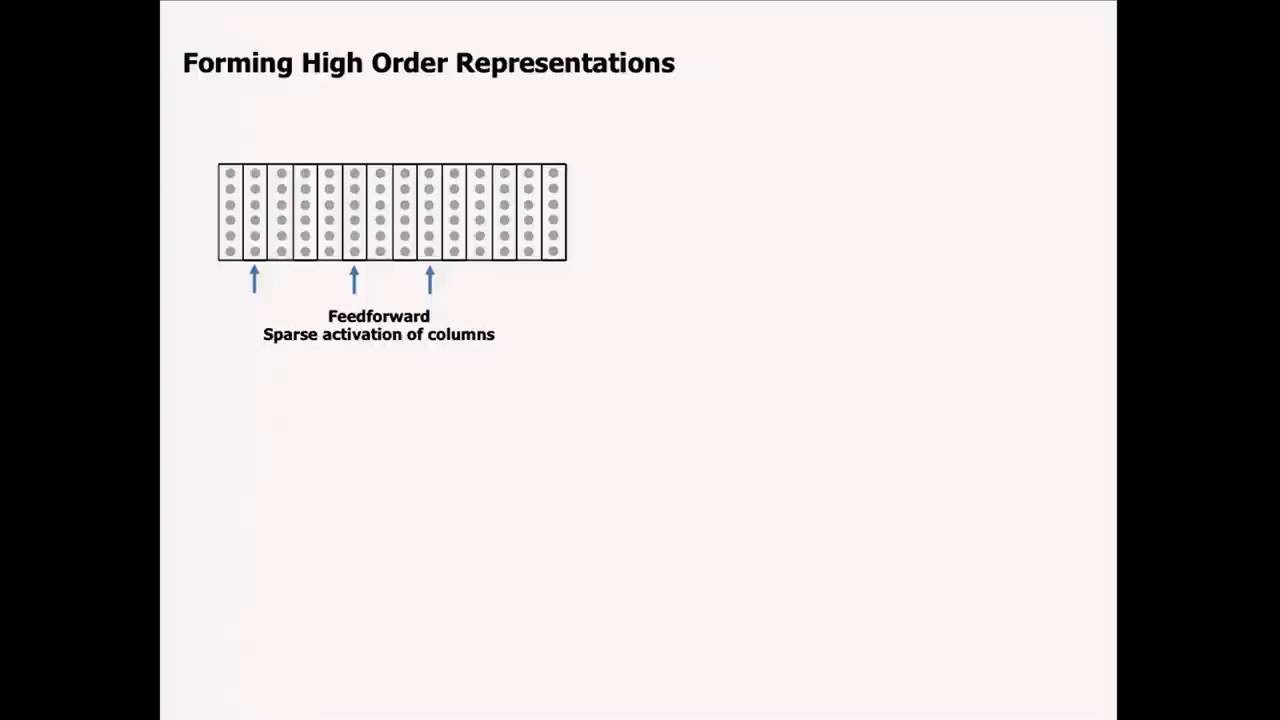 Forming High Order Representations
Feedforward
Sparse activation of columns